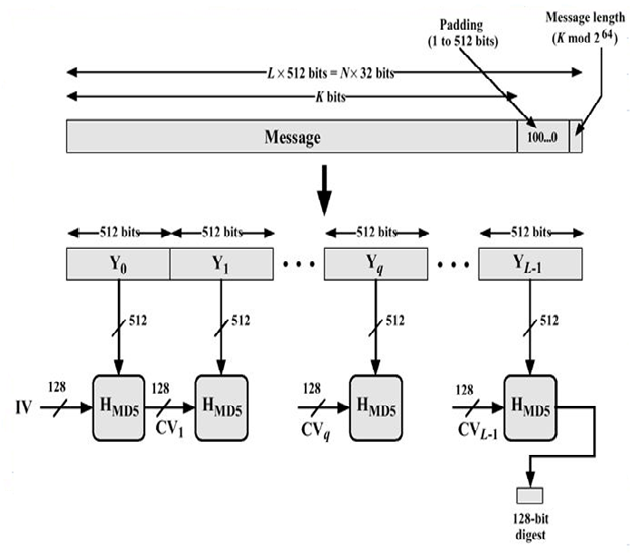 Padding
(1 to 512 bits)
Message length
(K mod 2^64)
L × 512 bits = N × 32 bits
K bits
Message
100...0
512 bits
512 bits
512 bits
512 bits
Y0
Y1
• • •
Yq
• • •
YL-1
512
512
512
512
IV
128
HMD5
128
CV1
HMD5
128
CVq
HMD5
128
CVL-1
HMD5
128-bit
digest